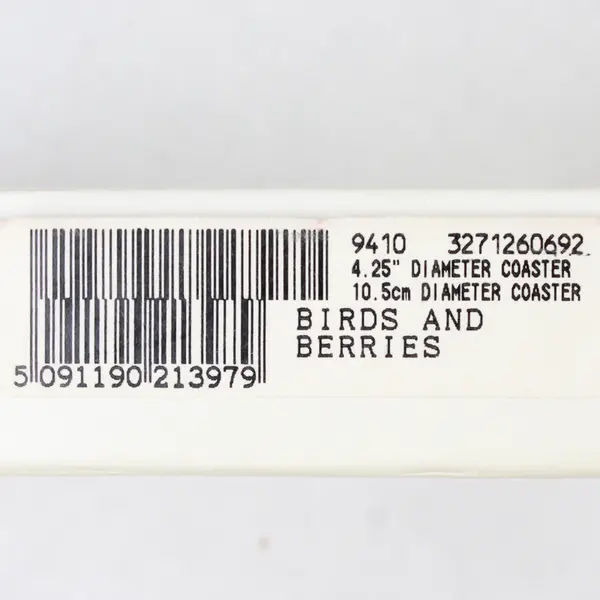 9410 3271260692
4.25" DIAMETER COASTER
10.5cm DIAMETER COASTER
BIRDS AND
BERRIES
5 091190 213979